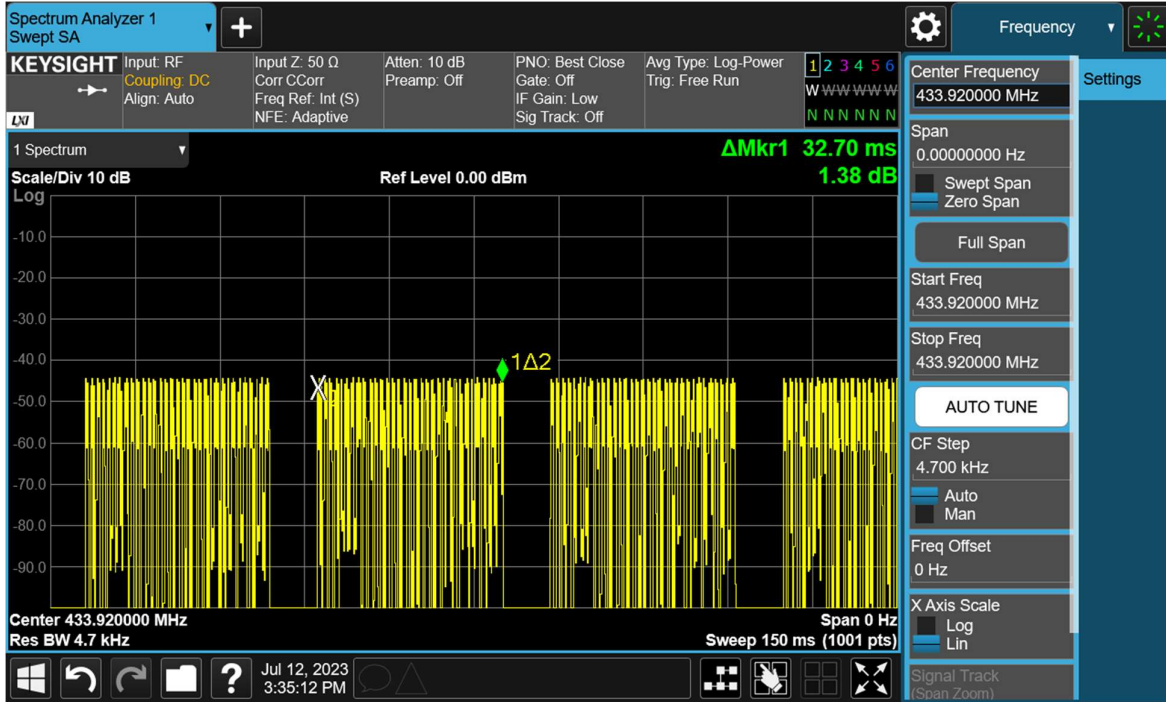 Spectrum Analyzer 1
Swept SA
+
Frequency
KEYSIGHT
LXI
Input: RF
Coupling: DC
Align: Auto
Input Z: 50 Ω
Corr CCorr
Freq Ref: Int (S)
NFE: Adaptive
Atten: 10 dB
Preamp: Off
PNO: Best Close
Gate: Off
IF Gain: Low
Sig Track: Off
Avg Type: Log-Power
Trig: Free Run
1 2 3 4 5 6
W W W W W W
N N N N N N
1 Spectrum
ΔMkr1 32.70 ms
1.38 dB
Scale/Div 10 dB
Ref Level 0.00 dBm
Log
-10.0
-20.0
-30.0
-40.0
-50.0
-60.0
-70.0
-80.0
-90.0
1Δ2
X
Center 433.920000 MHz
Span 0 Hz
Res BW 4.7 kHz
Sweep 150 ms (1001 pts)
?
Jul 12, 2023
3:35:12 PM
Center Frequency
433.920000 MHz
Settings
Span
0.00000000 Hz
Swept Span
Zero Span
Full Span
Start Freq
433.920000 MHz
Stop Freq
433.920000 MHz
AUTO TUNE
CF Step
4.700 kHz
Auto
Man
Freq Offset
0 Hz
X Axis Scale
Log
Lin
Signal Track
(Span Zoom)